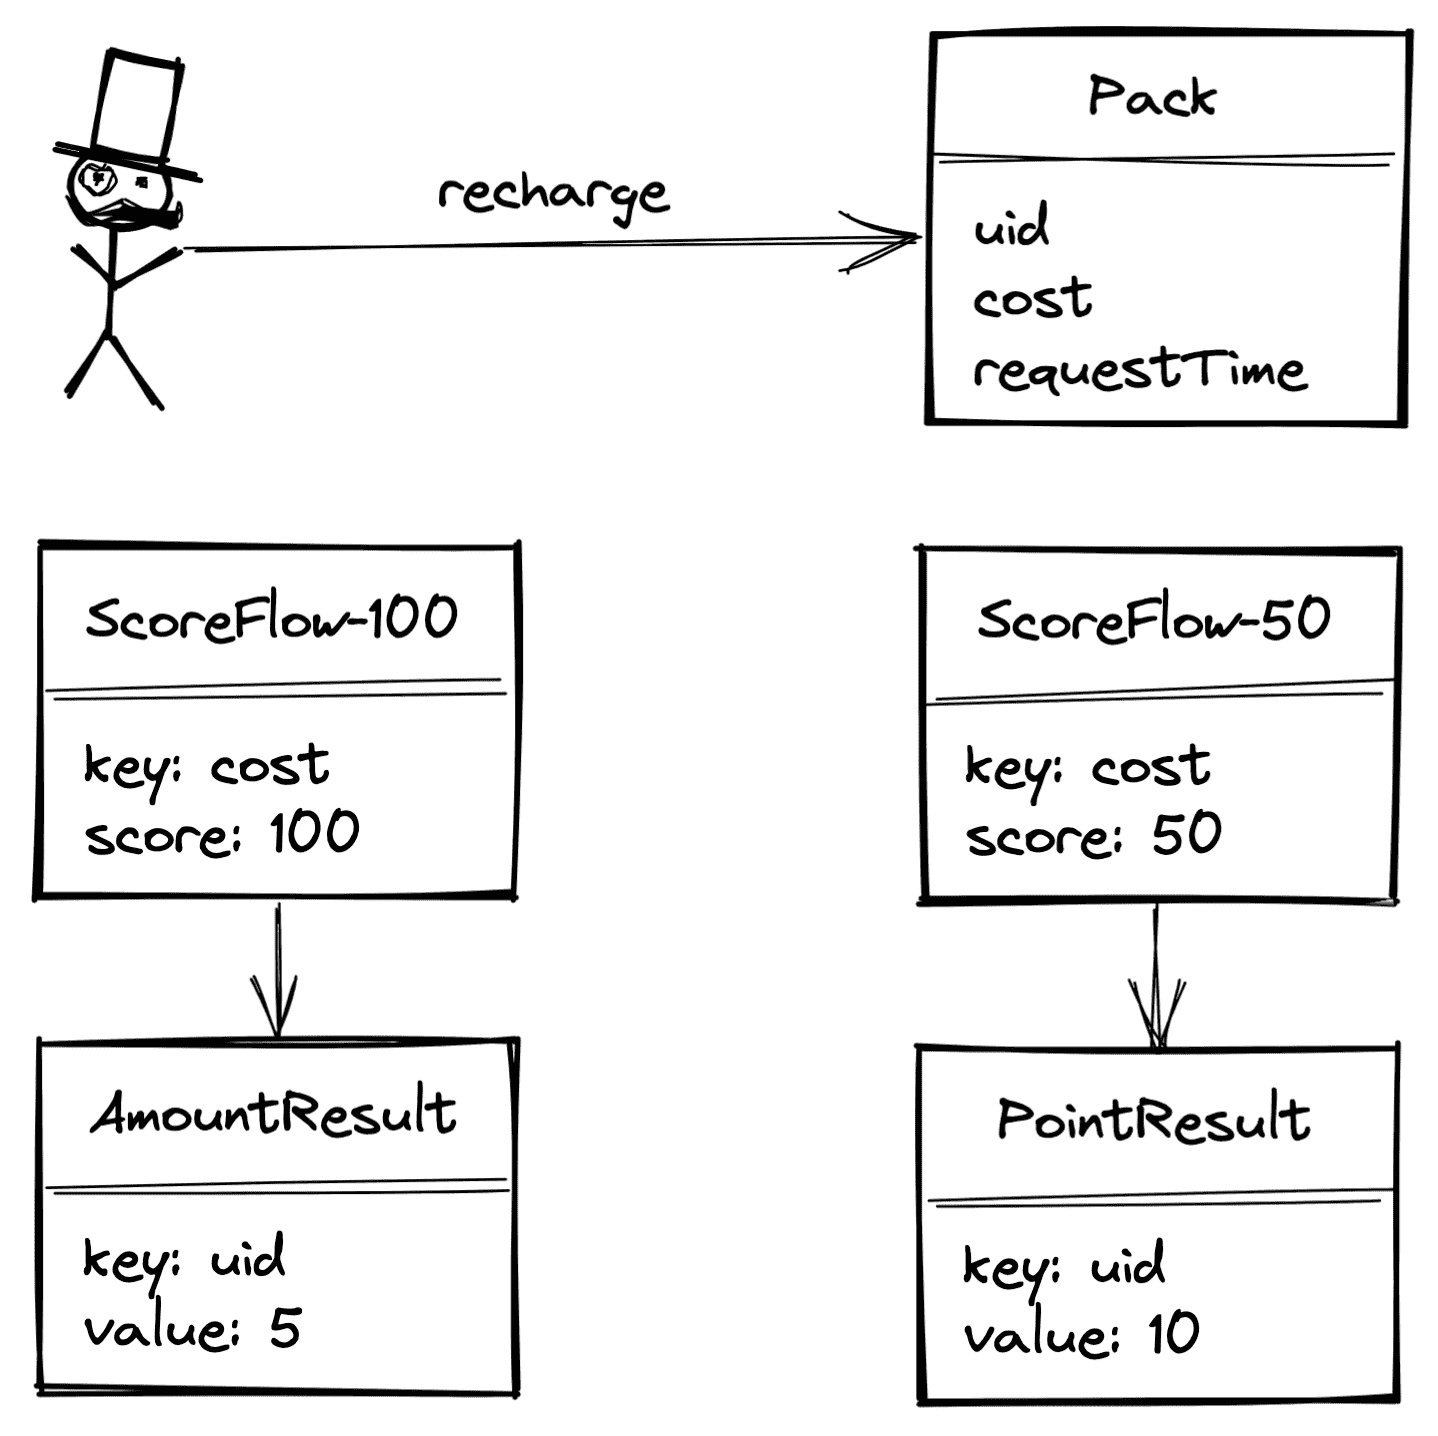 recharge
Pack
uid
cost
requestTime
ScoreFlow-100
key: cost
score: 100
ScoreFlow-50
key: cost
score: 50
AmountResult
key: uid
value: 5
PointResult
key: uid
value: 10